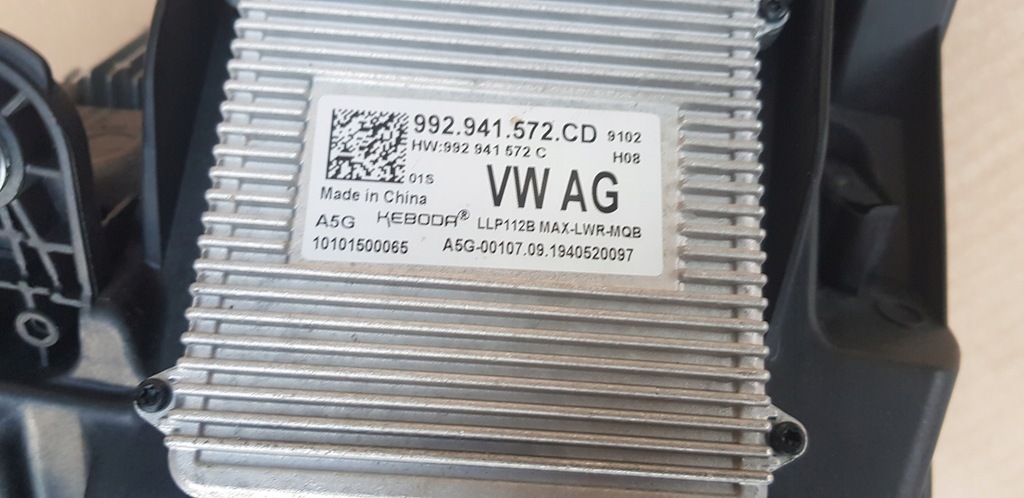 992.941.572.CD 9102
HW:992 941 572 C H08
01S VW AG
Made in China
A5G KEBODA® LLP112B MAX-LWR-MQB
10101500065 A5G-00107.09.1940520097